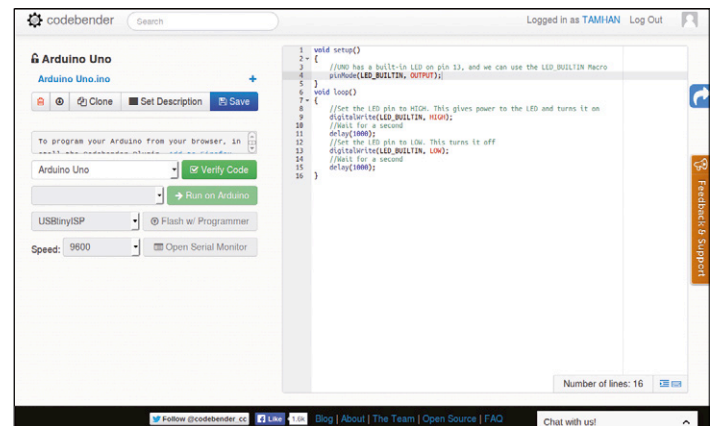 codebender
Search
Logged in as TAMHAN Log Out
Arduino Uno
Arduino Uno.ino +
Clone Set Description Save
To program your Arduino from your browser, in
Arduino Uno Verify Code
Run on Arduino
USBtinyISP Flash w/ Programmer
Speed: 9600 Open Serial Monitor
1 void setup()
2 {
3 //UNO has a built-in LED on pin 13, and we can use the LED_BUILTIN Macro
4 pinMode(LED_BUILTIN, OUTPUT);
5 }
6 void loop()
7 {
8 //Set the LED pin to HIGH. This gives power to the LED and turns it on
9 digitalWrite(LED_BUILTIN, HIGH);
10 //Wait for a second
11 delay(1000);
12 //Set the LED pin to LOW. This turns it off
13 digitalWrite(LED_BUILTIN, LOW);
14 //Wait for a second
15 delay(1000);
16 }
Feedback & Support
Number of lines: 16
Follow @codebender_cc Like 1.6k Blog | About | The Team | Open Source | FAQ
Chat with us!